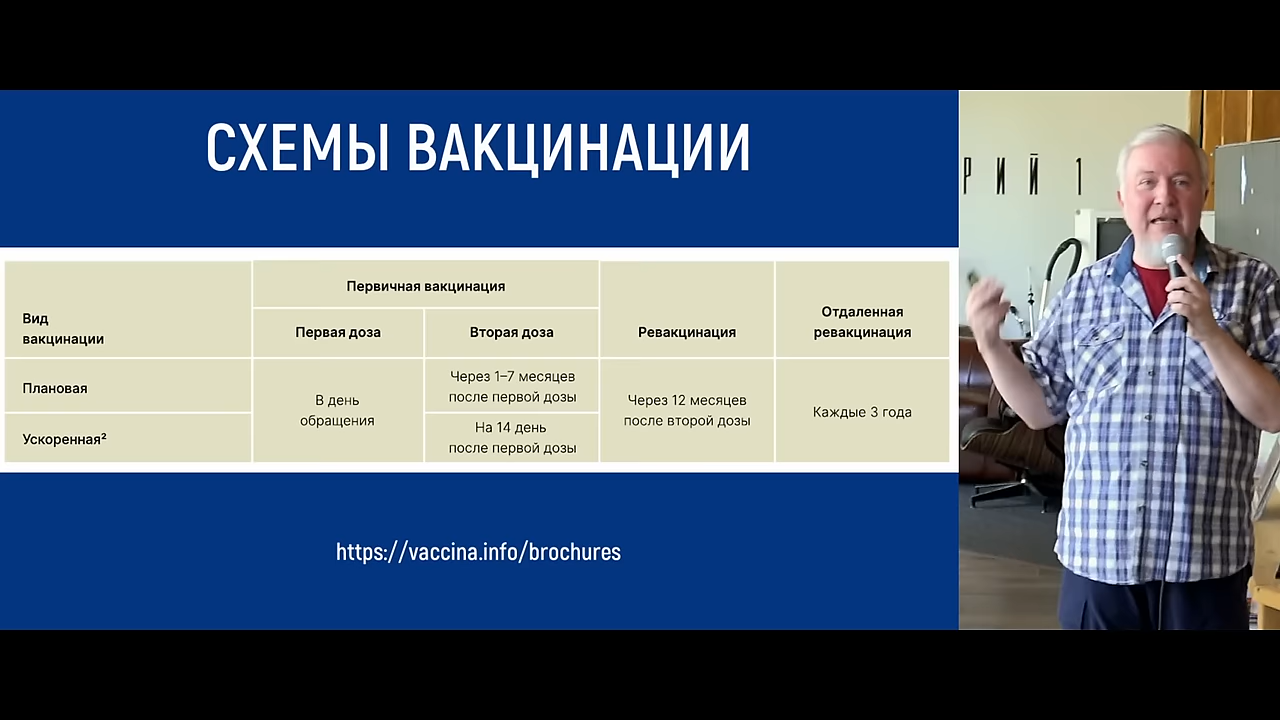 СХЕМЫ ВАКЦИНАЦИИ
Вид
вакцинации
Первичная вакцинация
Первая доза
Вторая доза
Ревакцинация
Отдаленная
ревакцинация
Плановая
В день
обращения
Через 1–7 месяцев
после первой дозы
Через 12 месяцев
после второй дозы
Каждые 3 года
Ускоренная²
На 14 день
после первой дозы
https://vaccina.info/brochures
РИЙ 1